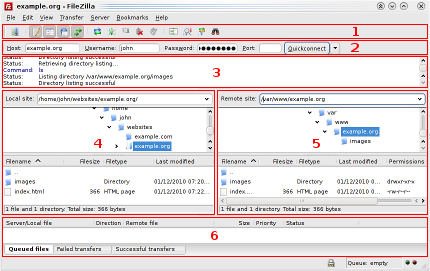 example.org - FileZilla
File Edit View Transfer Server Bookmarks Help
1
Host: example.org Username: john Password: ●●●●●●●● Port: Quickconnect 2
Status: Directory listing successful
Status: Retrieving directory listing...
Command: ls
Status: Listing directory /var/www/example.org/images
Status: Directory listing successful
3
Local site: /home/john/websites/example.org/
home
john
websites
example.com
example.org
4
Filename Filesize Filetype Last modified
..
images Directory 01/12/2010 07:20...
index.html 366 HTML page 01/12/2010 07:22...
1 file and 1 directory. Total size: 366 bytes
Remote site: /var/www/example.org
var
www
example.org
images
5
Filename Filesize Filetype Last modified Permissions
..
images Directory 01/12/2010 0... drwxr-xr-x
index.... 366 HTML page 01/12/2010 0... -rw-r--r--
1 file and 1 directory. Total size: 366 bytes
Server/Local file Direction Remote file Size Priority Status
6
Queued files Failed transfers Successful transfers
Queue: empty